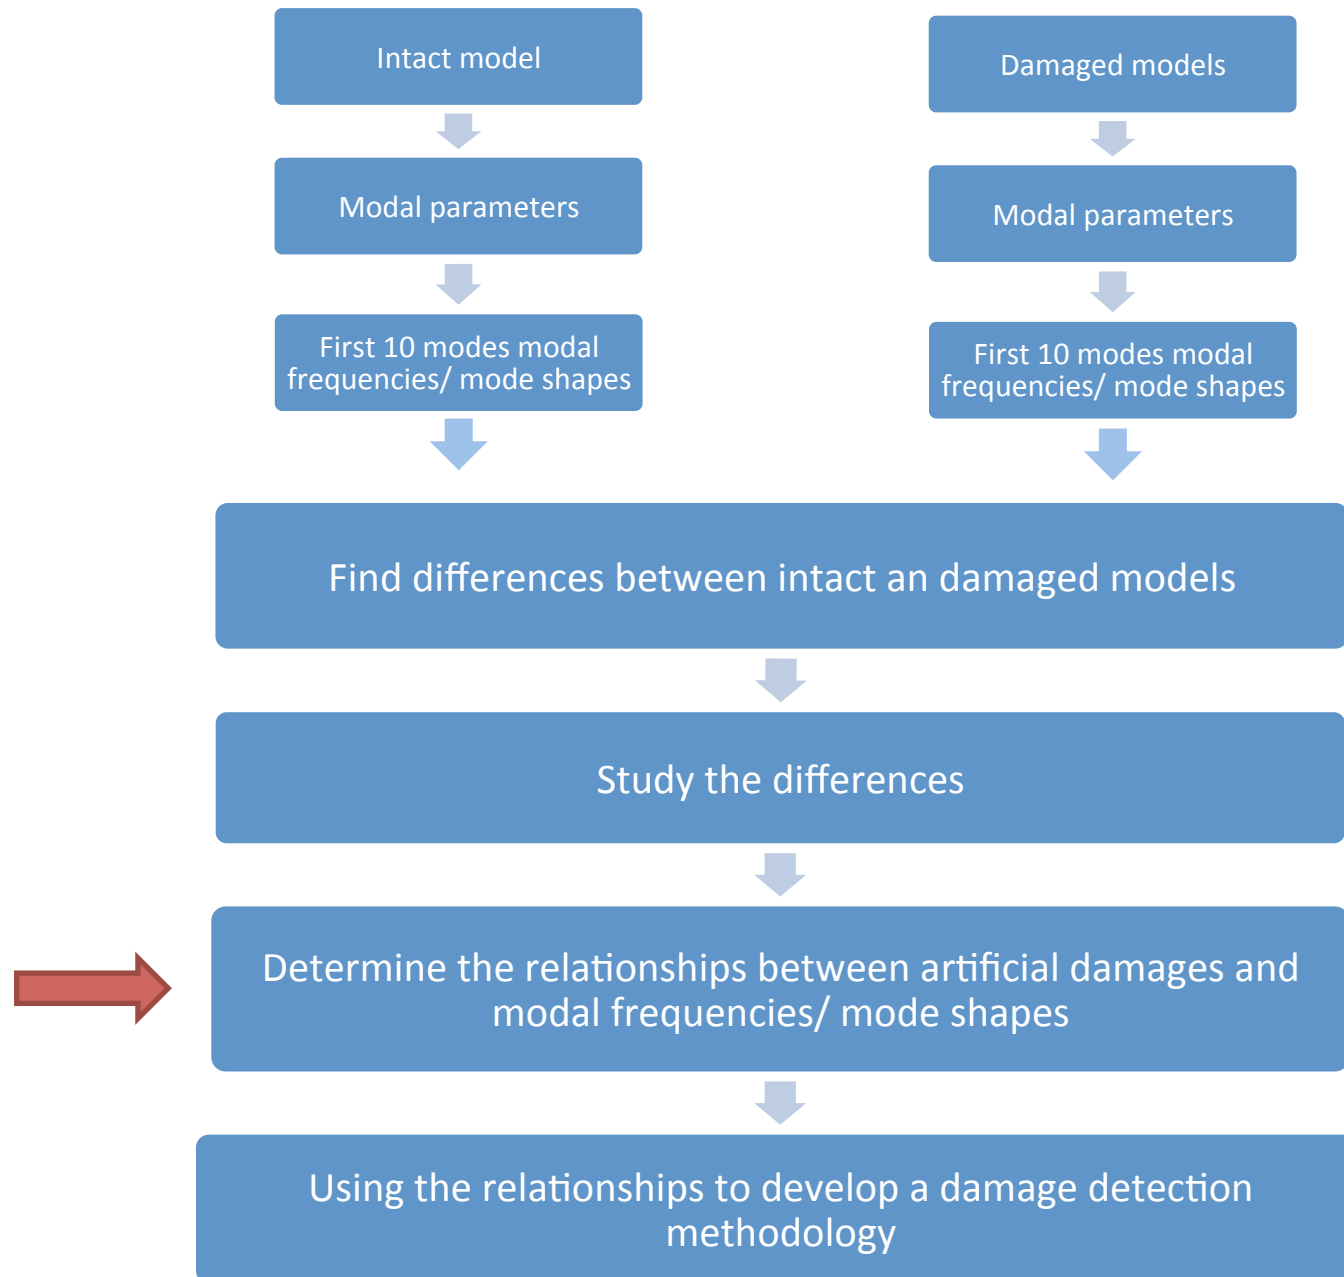 Intact model
Damaged models
Modal parameters
Modal parameters
First 10 modes modal
frequencies/ mode shapes
First 10 modes modal
frequencies/ mode shapes
Find differences between intact an damaged models
Study the differences
Determine the relationships between artificial damages and
modal frequencies/ mode shapes
Using the relationships to develop a damage detection
methodology